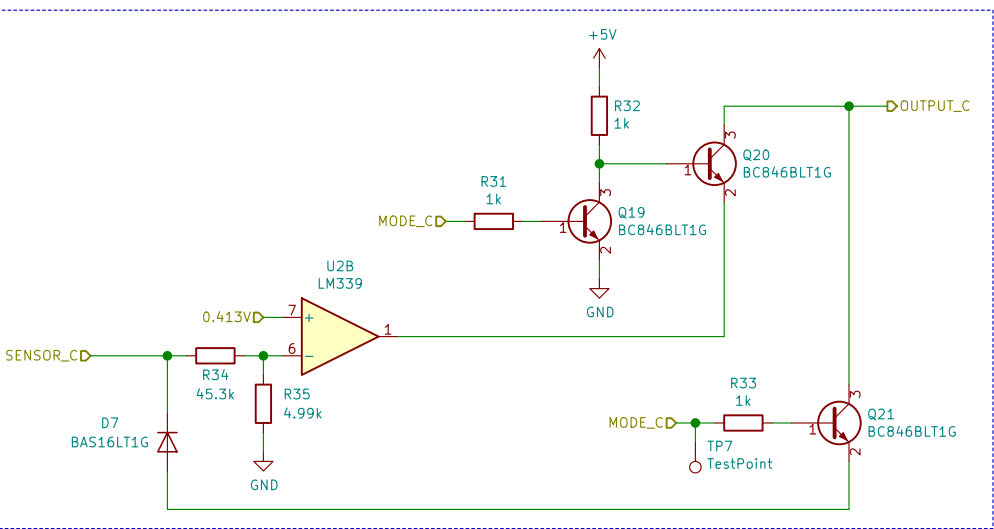 +5V
R32
1k
OUTPUT_C
3
Q20
BC846BLT1G
1
2
R31
1k
MODE_C
3
Q19
BC846BLT1G
1
2
GND
U2B
LM339
0.413V
7
+
1
6
-
SENSOR_C
R34
45.3k
R35
4.99k
GND
D7
BAS16LT1G
R33
1k
MODE_C
3
Q21
BC846BLT1G
1
2
TP7
TestPoint